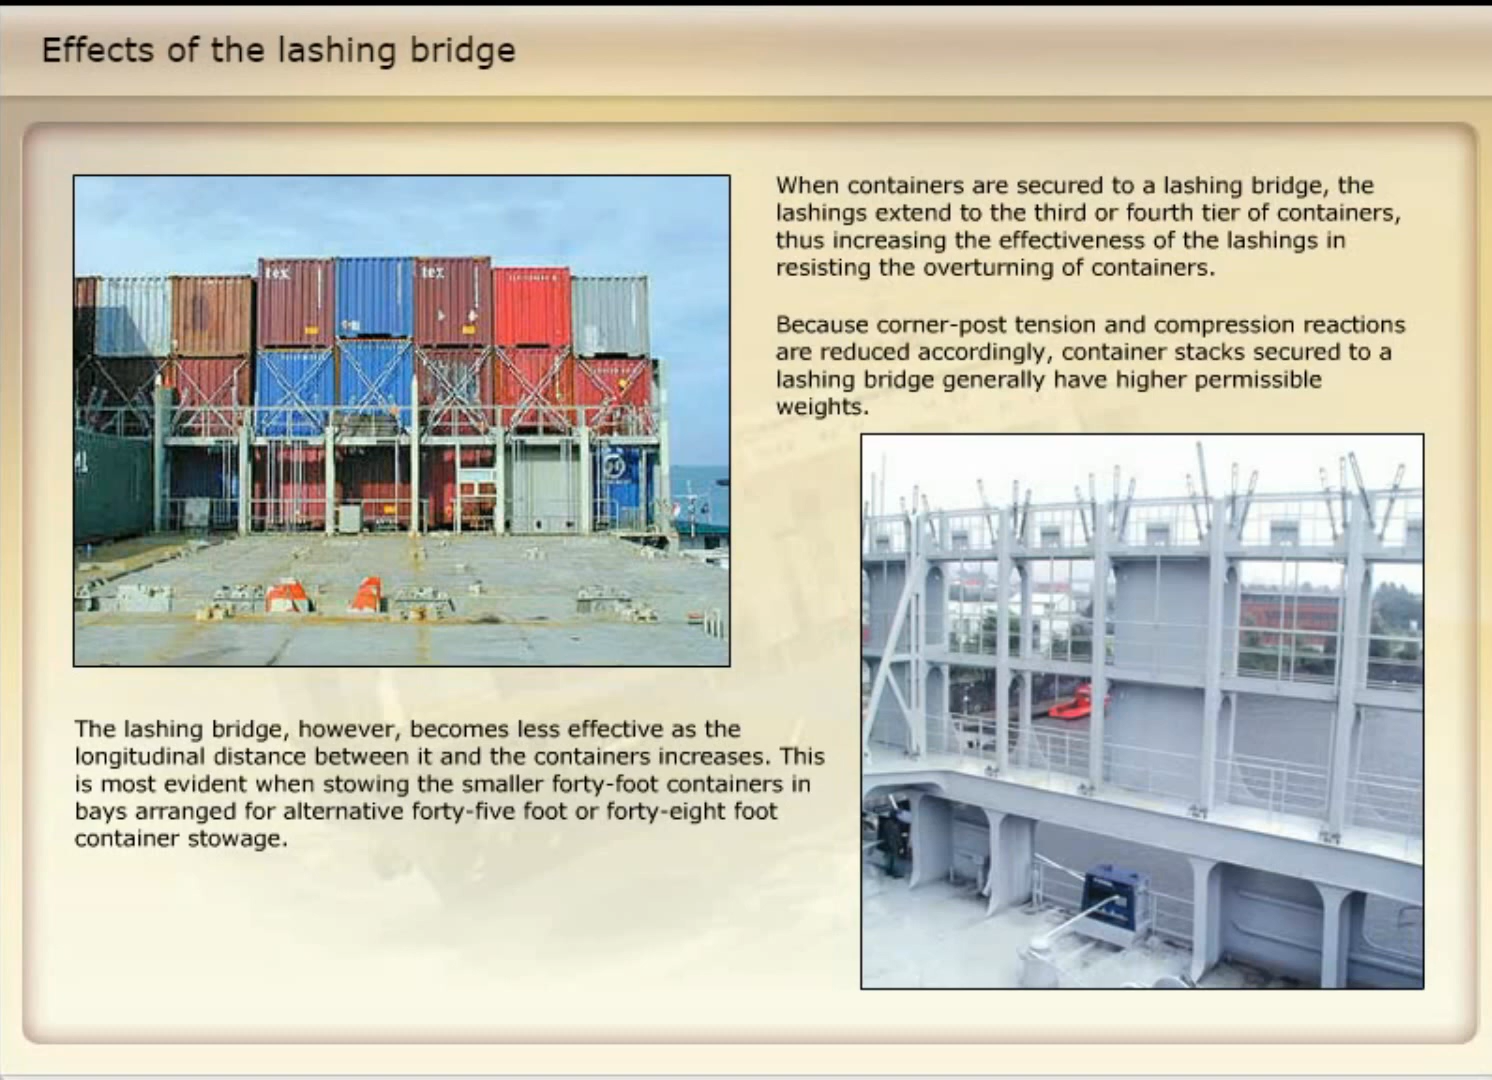 Effects of the lashing bridge
When containers are secured to a lashing bridge, the
lashings extend to the third or fourth tier of containers,
thus increasing the effectiveness of the lashings in
resisting the overturning of containers.
Because corner-post tension and compression reactions
are reduced accordingly, container stacks secured to a
lashing bridge generally have higher permissible
weights.
tex
tex
The lashing bridge, however, becomes less effective as the
longitudinal distance between it and the containers increases. This
is most evident when stowing the smaller forty-foot containers in
bays arranged for alternative forty-five foot or forty-eight foot
container stowage.